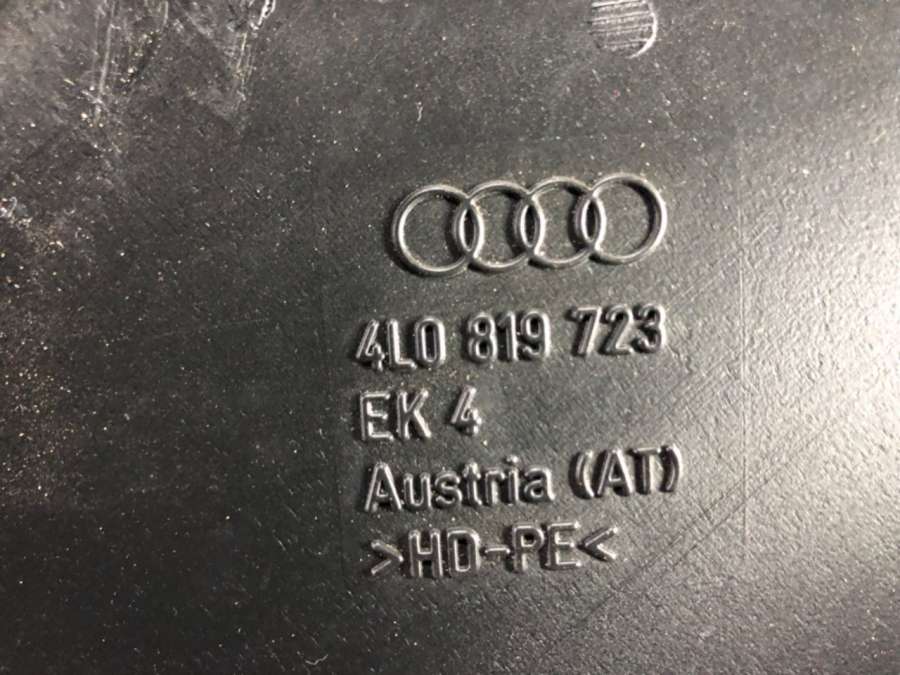 4L0 819 723
EK 4
Austria (AT)
>HD-PE<